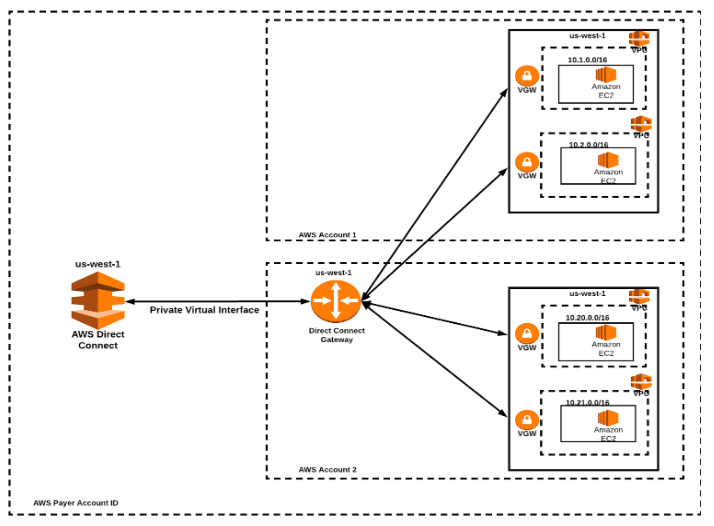 us-west-1
VPC
10.1.0.0/16
Amazon
EC2
VGW
VPC
10.2.0.0/16
Amazon
EC2
VGW
AWS Account 1
us-west-1
AWS Direct
Connect
Private Virtual Interface
us-west-1
Direct Connect
Gateway
us-west-1
VPC
10.20.0.0/16
Amazon
EC2
VGW
VPC
10.21.0.0/16
Amazon
EC2
VGW
AWS Account 2
AWS Payer Account ID